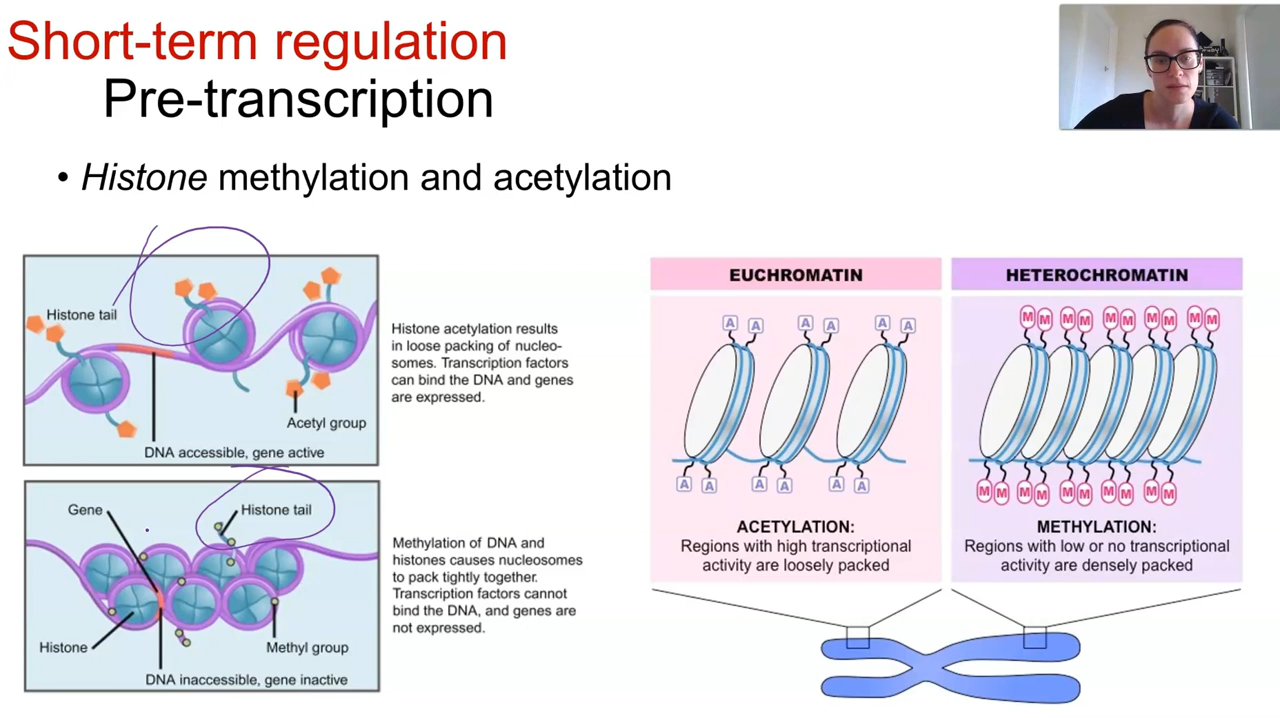 Short-term regulation
Pre-transcription
• Histone methylation and acetylation
Histone tail
Acetyl group
DNA accessible, gene active
Histone acetylation results
in loose packing of nucleo-
somes. Transcription factors
can bind the DNA and genes
are expressed.
Gene
Histone tail
Histone
Methyl group
DNA inaccessible, gene inactive
Methylation of DNA and
histones causes nucleosomes
to pack tightly together.
Transcription factors cannot
bind the DNA, and genes are
not expressed.
EUCHROMATIN
A A A A A A
A A A A A A
ACETYLATION:
Regions with high transcriptional
activity are loosely packed
HETEROCHROMATIN
M M M M M M M M M M
M M M M M M M M
METHYLATION:
Regions with low or no transcriptional
activity are densely packed